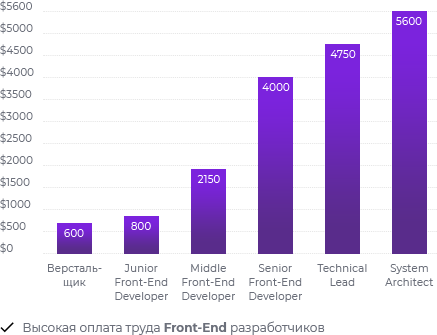 $5600
$5000
$4500
$4000
$3500
$3000
$2500
$2000
$1500
$1000
$500
$0
600
800
2150
4000
4750
5600
Версталь-
щик
Junior
Front-End
Developer
Middle
Front-End
Developer
Senior
Front-End
Developer
Technical
Lead
System
Architect
Высокая оплата труда Front-End разработчиков